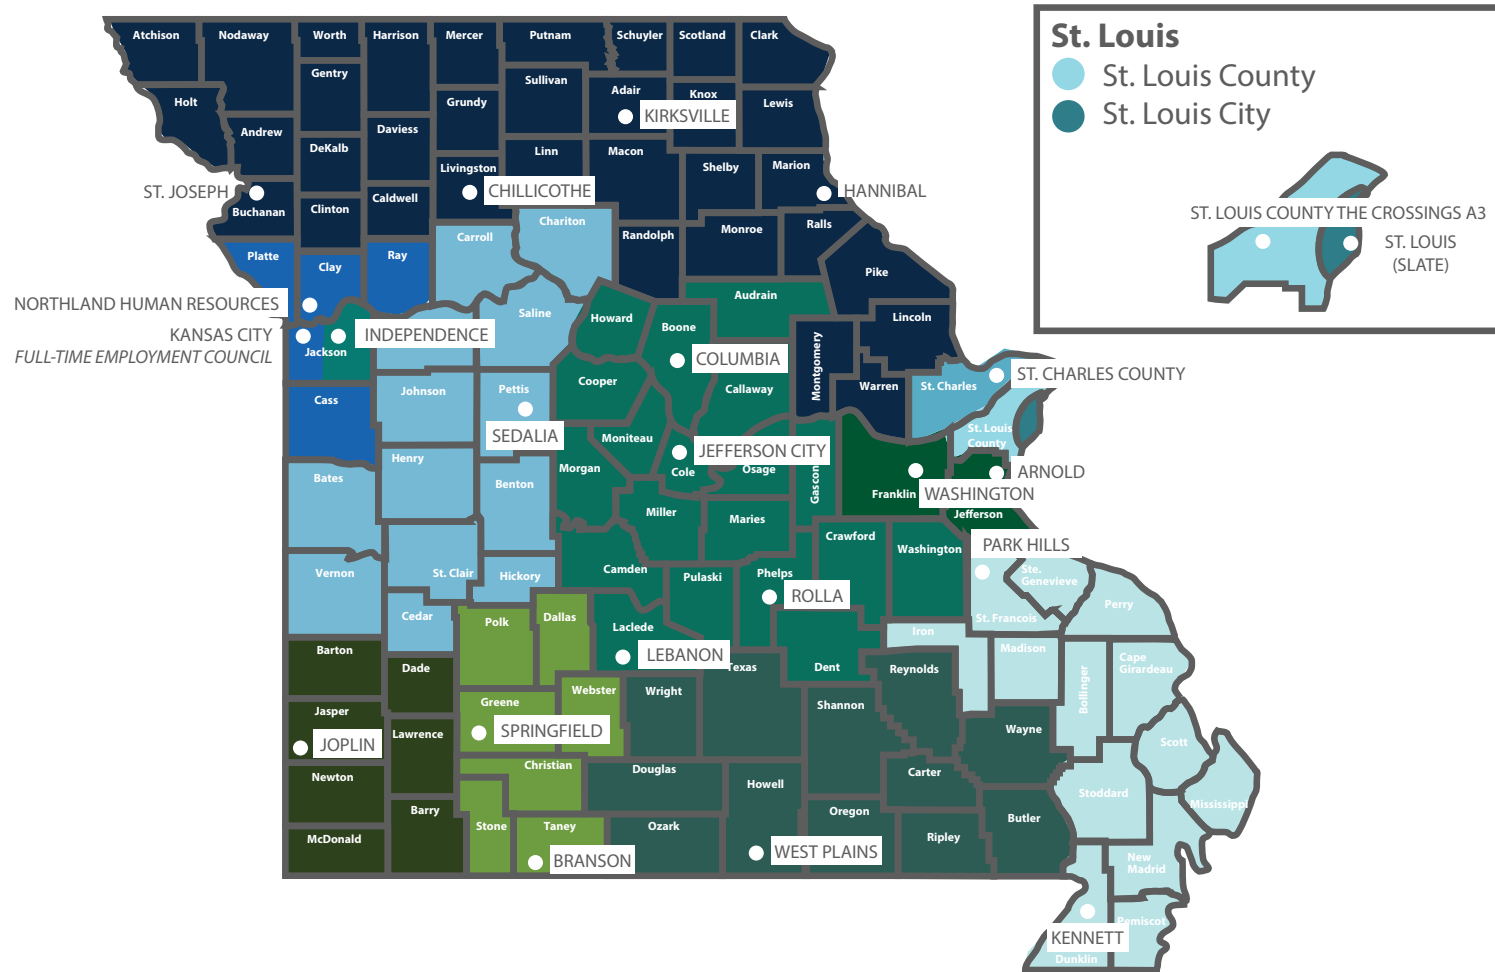 Atchison
Nodaway
Worth
Harrison
Mercer
Putnam
Schuyler
Scotland
Clark
Gentry
Sullivan
Adair
Knox
Holt
Grundy
Lewis
KIRKSVILLE
Andrew
Daviess
DeKalb
Linn
Macon
Livingston
Shelby
Marion
ST. JOSEPH
CHILLICOTHE
HANNIBAL
Buchanan
Clinton
Caldwell
Chariton
Carroll
Randolph
Monroe
Ralls
Platte
Clay
Ray
Pike
NORTHLAND HUMAN RESOURCES
Saline
Howard
Boone
Audrain
Lincoln
KANSAS CITY
INDEPENDENCE
FULL-TIME EMPLOYMENT COUNCIL
Jackson
COLUMBIA
Montgomery
Cass
Johnson
Pettis
Cooper
Callaway
Warren
St. Charles
ST. CHARLES COUNTY
SEDALIA
Moniteau
St. Louis
County
Henry
Morgan
JEFFERSON CITY
Cole
Osage
Gascon
Bates
Benton
Franklin
WASHINGTON
ARNOLD
Miller
Maries
Jefferson
Crawford
Washington
PARK HILLS
Vernon
St. Clair
Hickory
Camden
Pulaski
Phelps
ROLLA
Ste.
Genevieve
St. Francois
Perry
Cedar
Polk
Dallas
Laclede
LEBANON
Iron
Barton
Dade
Texas
Dent
Reynolds
Madison
Bollinger
Cape
Girardeau
Jasper
JOPLIN
Lawrence
Greene
SPRINGFIELD
Webster
Wright
Shannon
Wayne
Scott
Newton
Christian
Douglas
Howell
Carter
Stoddard
Mississippi
McDonald
Barry
Stone
Taney
BRANSON
Ozark
WEST PLAINS
Oregon
Ripley
Butler
New
Madrid
Pemiscot
KENNETT
Dunklin
St. Louis
St. Louis County
St. Louis City
ST. LOUIS COUNTY THE CROSSINGS A3
ST. LOUIS
(SLATE)